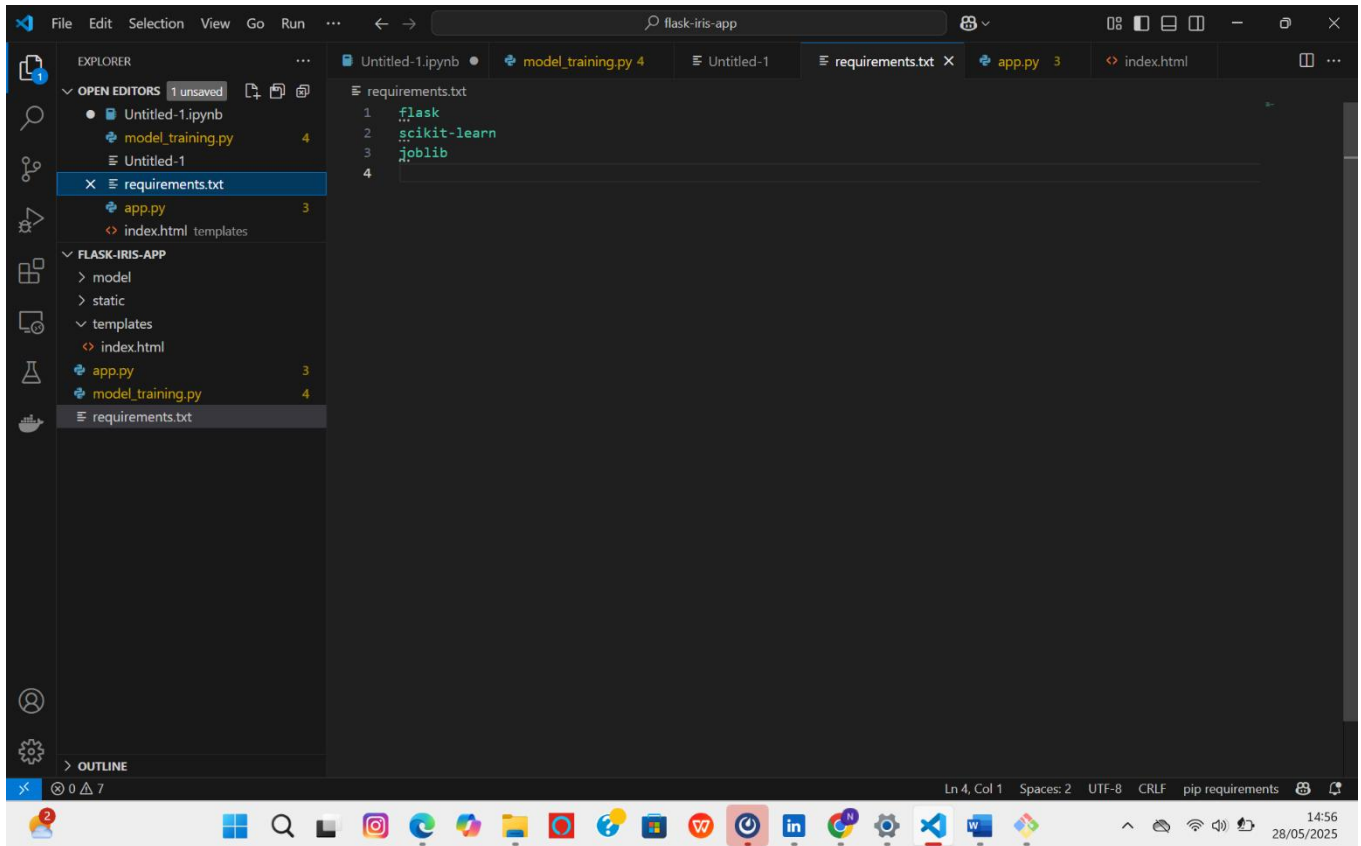 File Edit Selection View Go Run ··· flask-iris-app
EXPLORER ···
OPEN EDITORS 1 unsaved
Untitled-1.ipynb
model_training.py 4
Untitled-1
requirements.txt
app.py 3
index.html templates
FLASK-IRIS-APP
model
static
templates
index.html
app.py 3
model_training.py 4
requirements.txt
OUTLINE
Untitled-1.ipynb model_training.py 4 Untitled-1 requirements.txt app.py 3 index.html ···
requirements.txt
1 flask
2 scikit-learn
3 joblib
4
1
0 7 Ln 4, Col 1 Spaces: 2 UTF-8 CRLF pip requirements
2 W in N W 14:56
28/05/2025